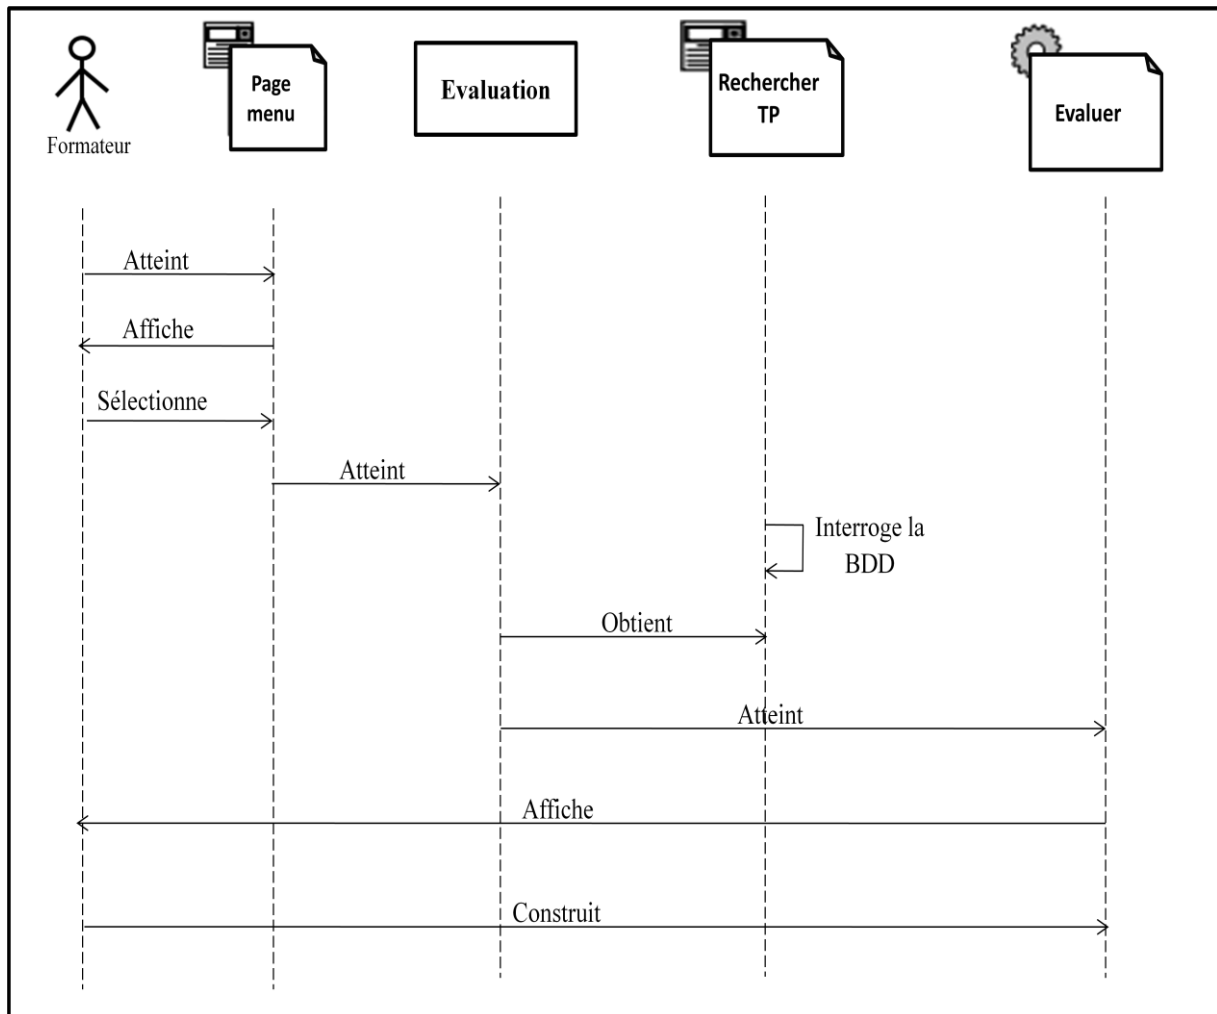 Page
menu
Evaluation
Rechercher
TP
Evaluer
Formateur
Atteint
Affiche
Sélectionne
Atteint
Interroge la
BDD
Obtient
Atteint
Affiche
Construit